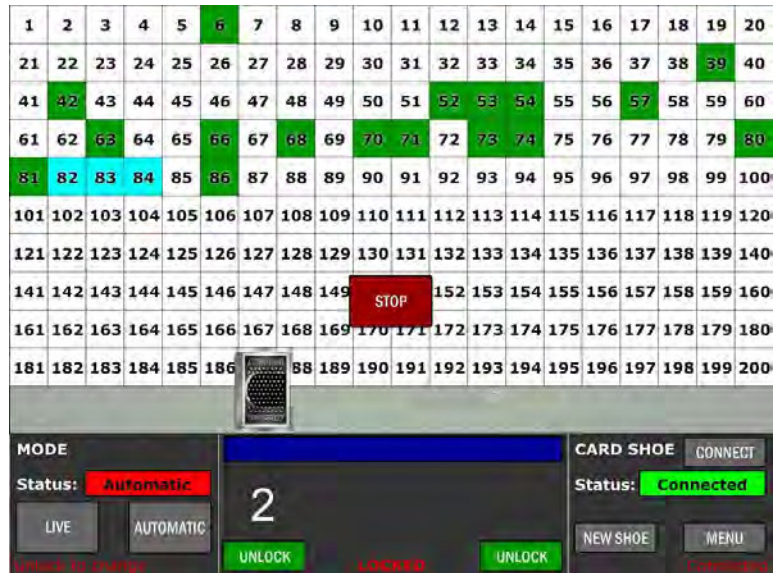 1 2 3 4 5 6 7 8 9 10 11 12 13 14 15 16 17 18 19 20
21 22 23 24 25 26 27 28 29 30 31 32 33 34 35 36 37 38 39 40
41 42 43 44 45 46 47 48 49 50 51 52 53 54 55 56 57 58 59 60
61 62 63 64 65 66 67 68 69 70 71 72 73 74 75 76 77 78 79 80
81 82 83 84 85 86 87 88 89 90 91 92 93 94 95 96 97 98 99 100
101 102 103 104 105 106 107 108 109 110 111 112 113 114 115 116 117 118 119 120
121 122 123 124 125 126 127 128 129 130 131 132 133 134 135 136 137 138 139 140
141 142 143 144 145 146 147 148 149 STOP 152 153 154 155 156 157 158 159 160
161 162 163 164 165 166 167 168 169 170 171 172 173 174 175 176 177 178 179 180
181 182 183 184 185 186 88 189 190 191 192 193 194 195 196 197 198 199 200
MODE
Status: Automatic
LIVE AUTOMATIC
Unlock to change
2
UNLOCK LOCKED UNLOCK
CARD SHOE CONNECT
Status: Connected
NEW SHOE MENU
Connected